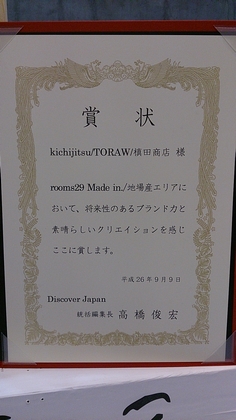 賞 状
kichijitsu/TORAW/槙田商店 様
rooms29 Made in./地場産エリアに
おいて、将来性のあるブランド力と
素晴らしいクリエイションを感じ
ここに賞します。
平成26年9月9日
Discover Japan
統括編集長 高橋俊宏